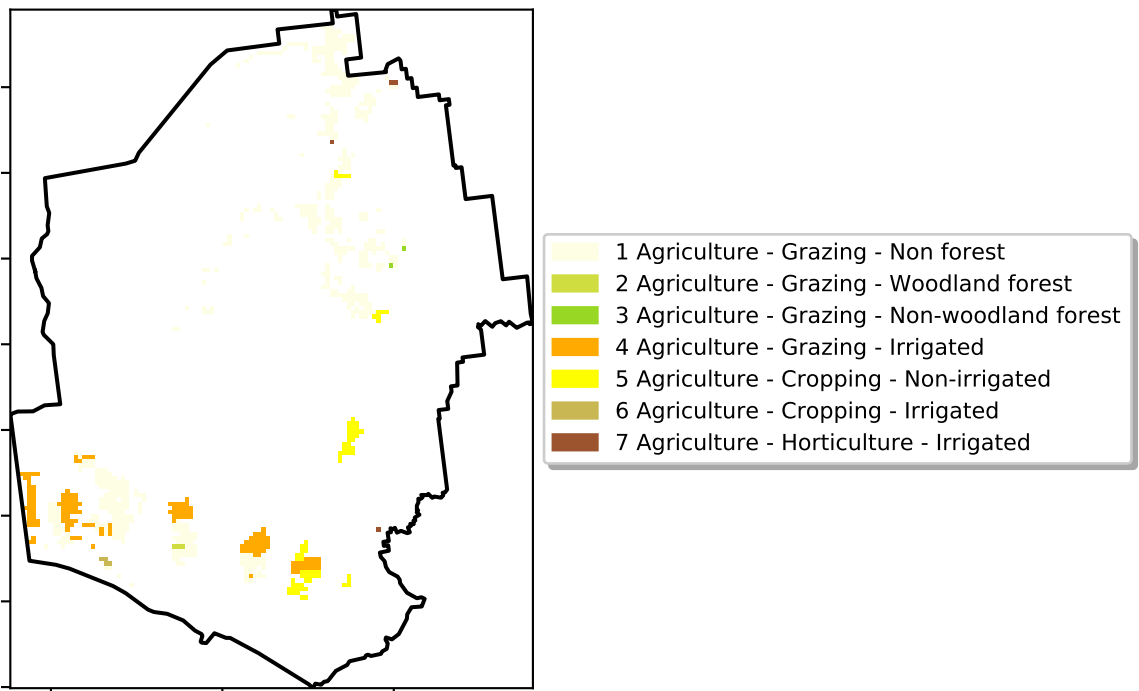 1 Agriculture - Grazing - Non forest
2 Agriculture - Grazing - Woodland forest
3 Agriculture - Grazing - Non-woodland forest
4 Agriculture - Grazing - Irrigated
5 Agriculture - Cropping - Non-irrigated
6 Agriculture - Cropping - Irrigated
7 Agriculture - Horticulture - Irrigated